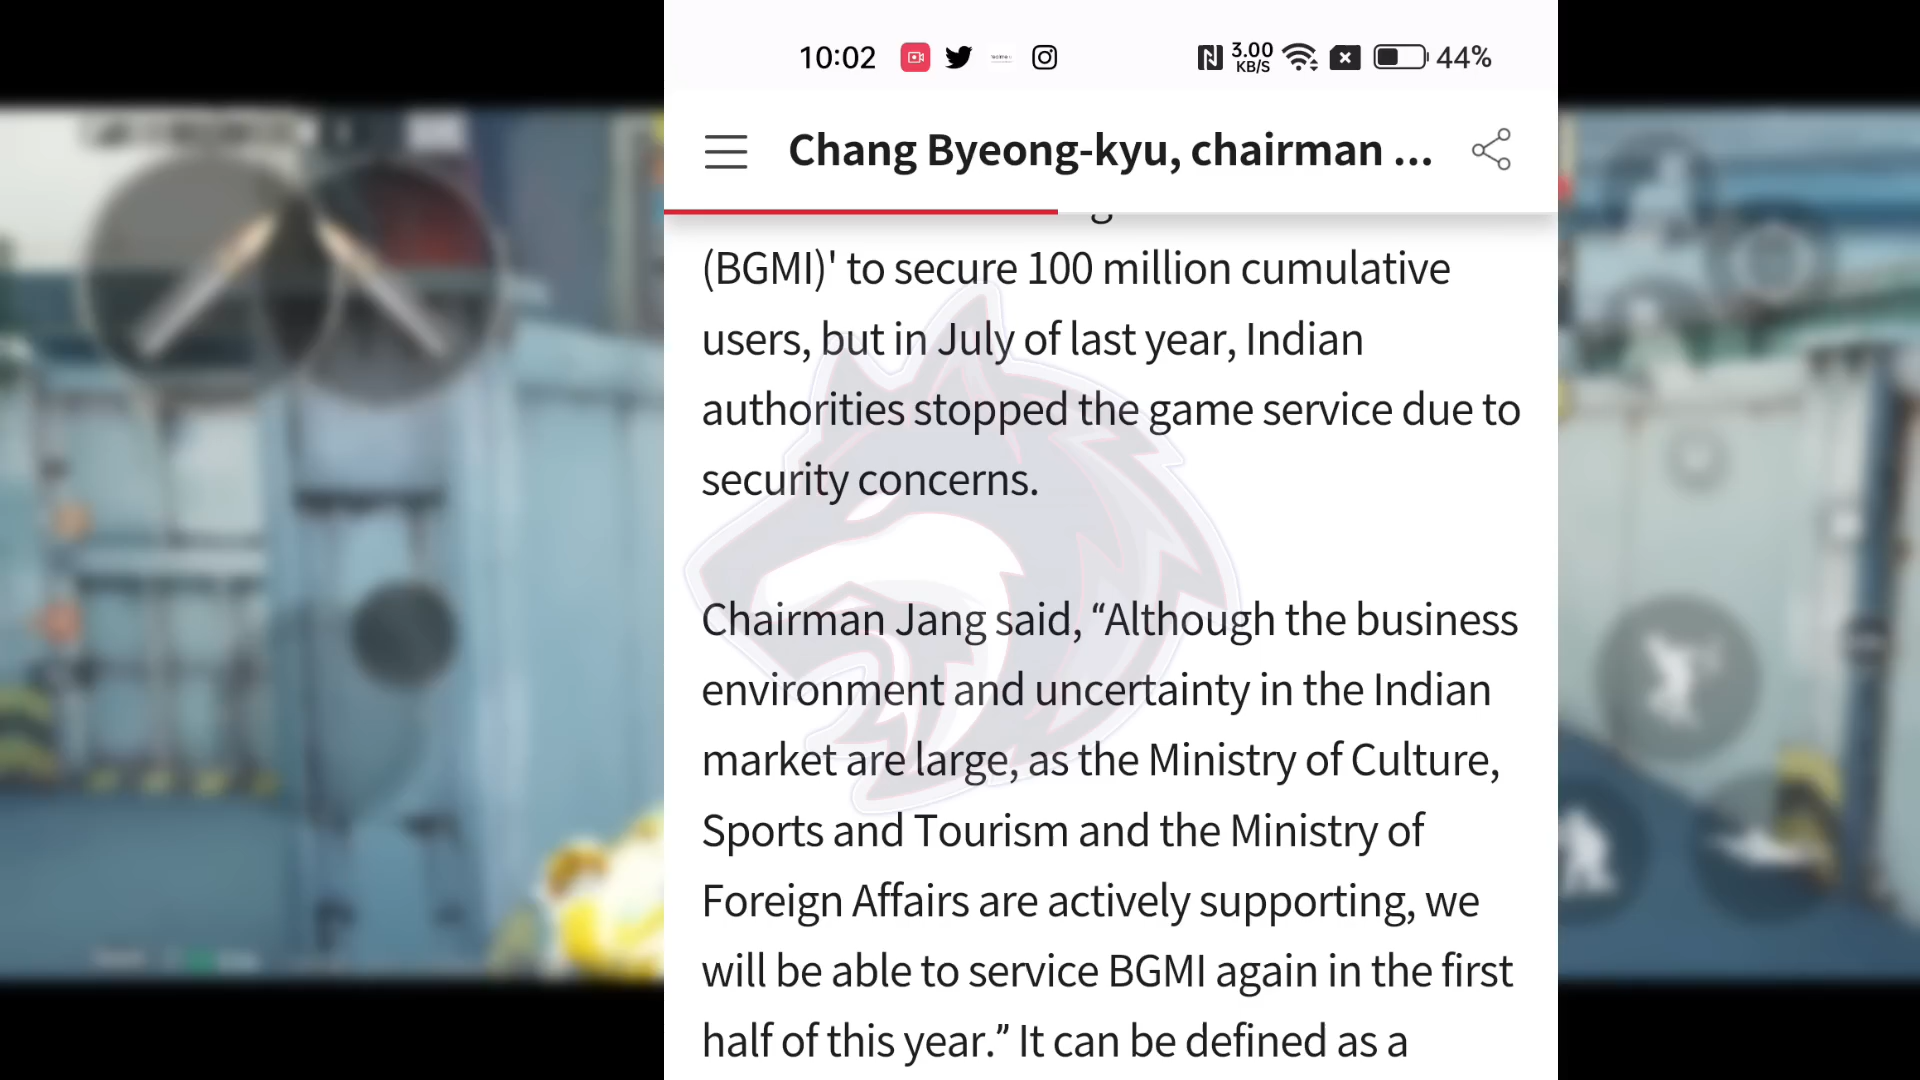 10:02
3.00
KB/S
44%
Chang Byeong-kyu, chairman ...
(BGMI)' to secure 100 million cumulative
users, but in July of last year, Indian
authorities stopped the game service due to
security concerns.
Chairman Jang said, “Although the business
environment and uncertainty in the Indian
market are large, as the Ministry of Culture,
Sports and Tourism and the Ministry of
Foreign Affairs are actively supporting, we
will be able to service BGMI again in the first
half of this year.” It can be defined as a